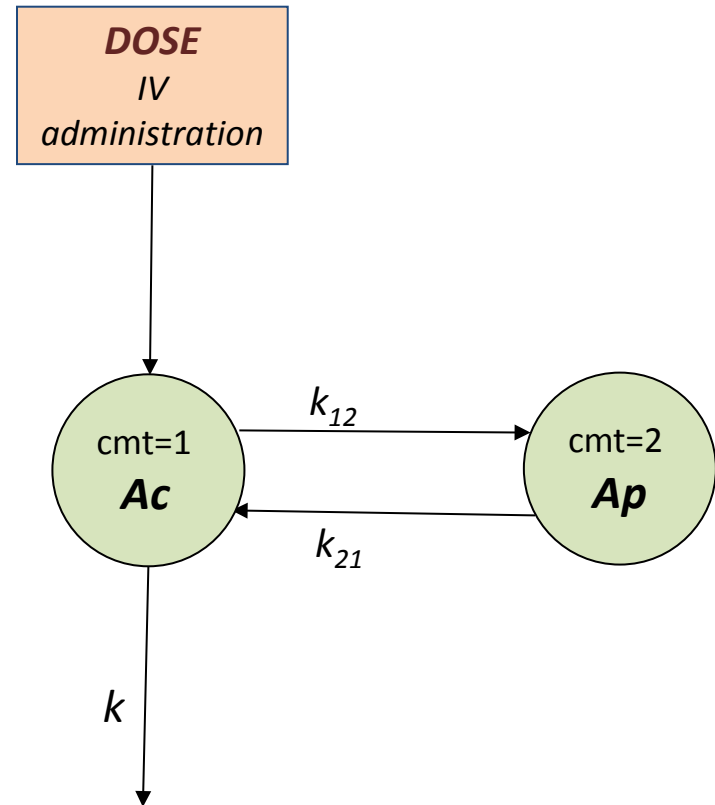 DOSE
IV
administration
k12
cmt=1
Ac
cmt=2
Ap
k21
k